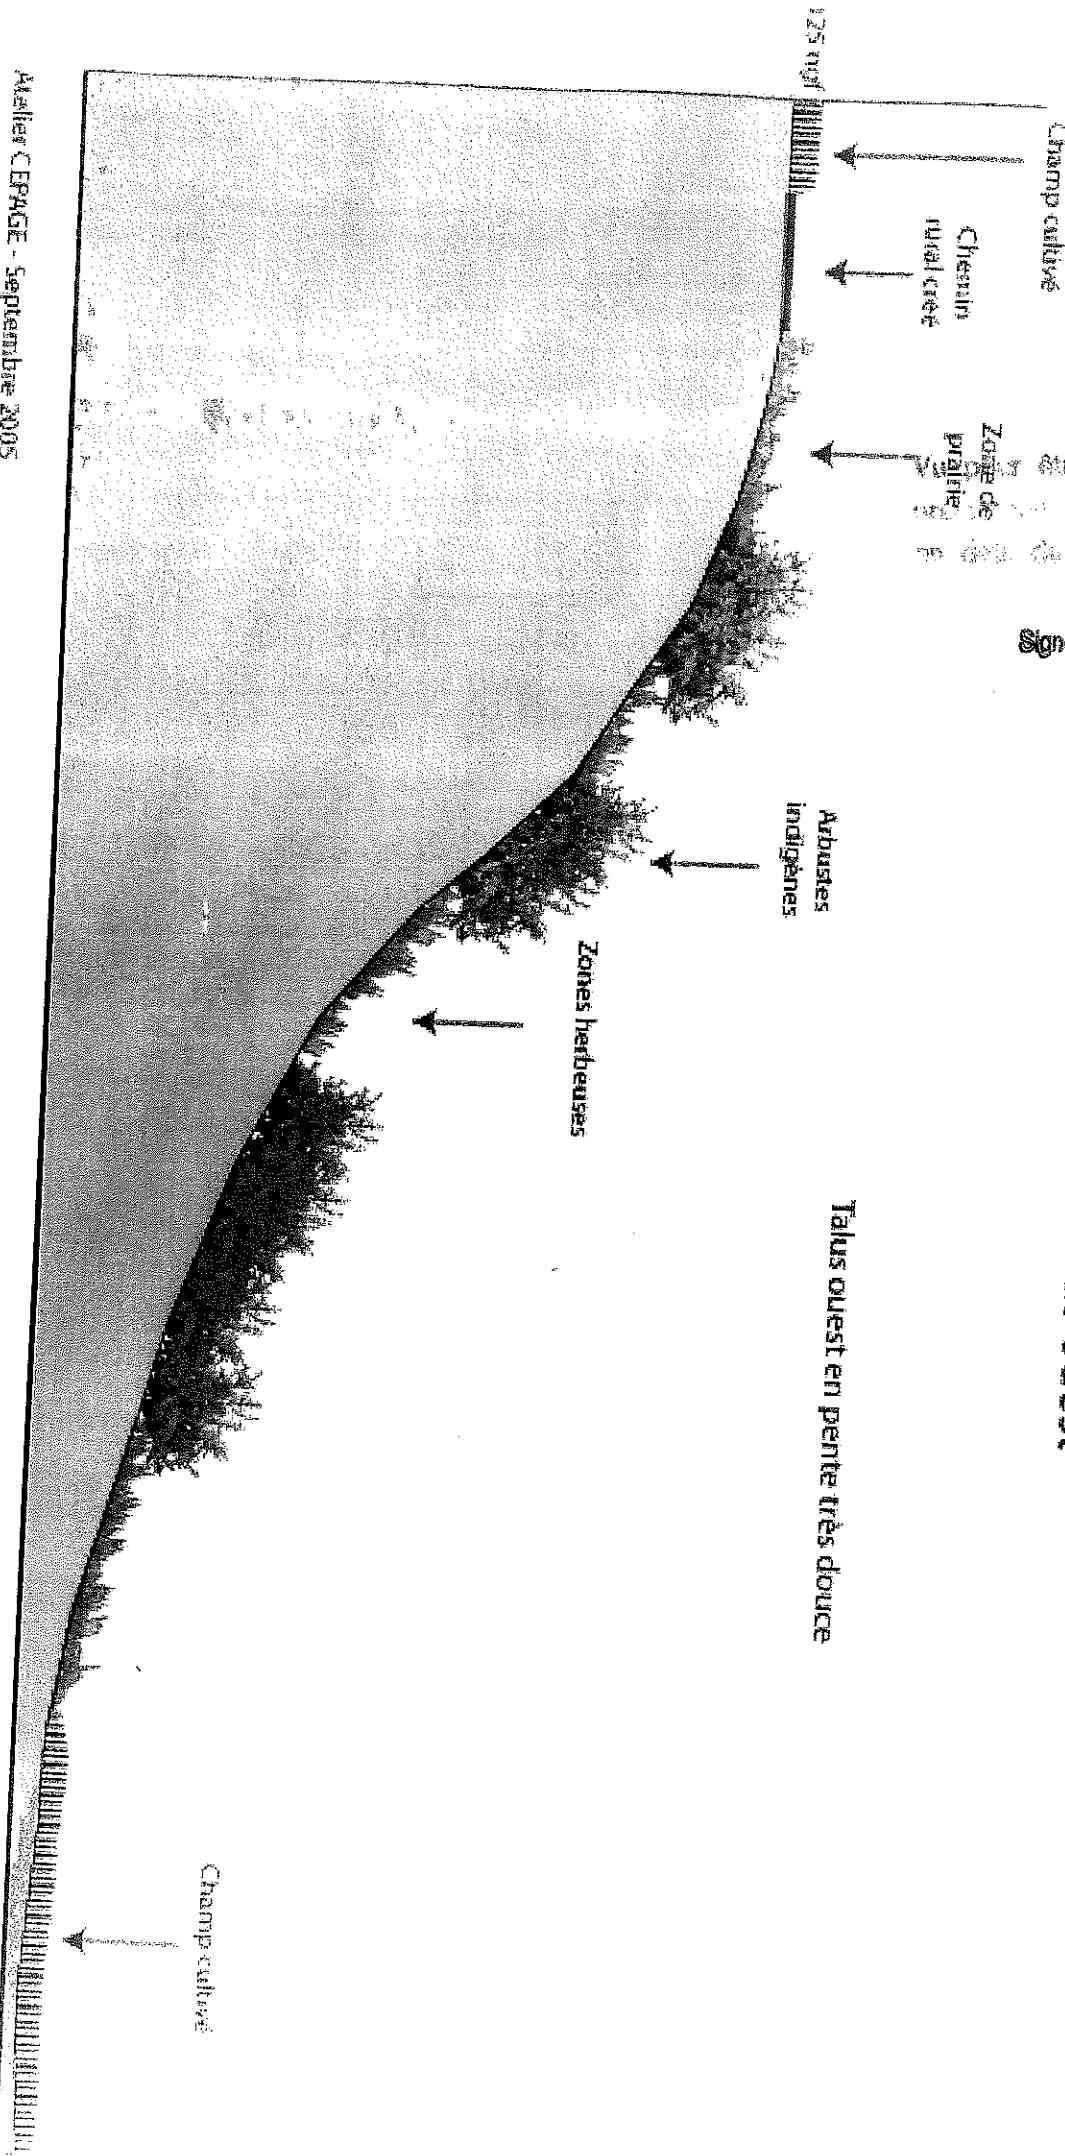 Talus ouest en pente très douce
Champ cultivé
Chemin
rural créé
Zone de
prairie
Sign
Arbustes
indigènes
Zones herbeuses
Champ cultivé
Atelier CEPAGE - Septembre 2005